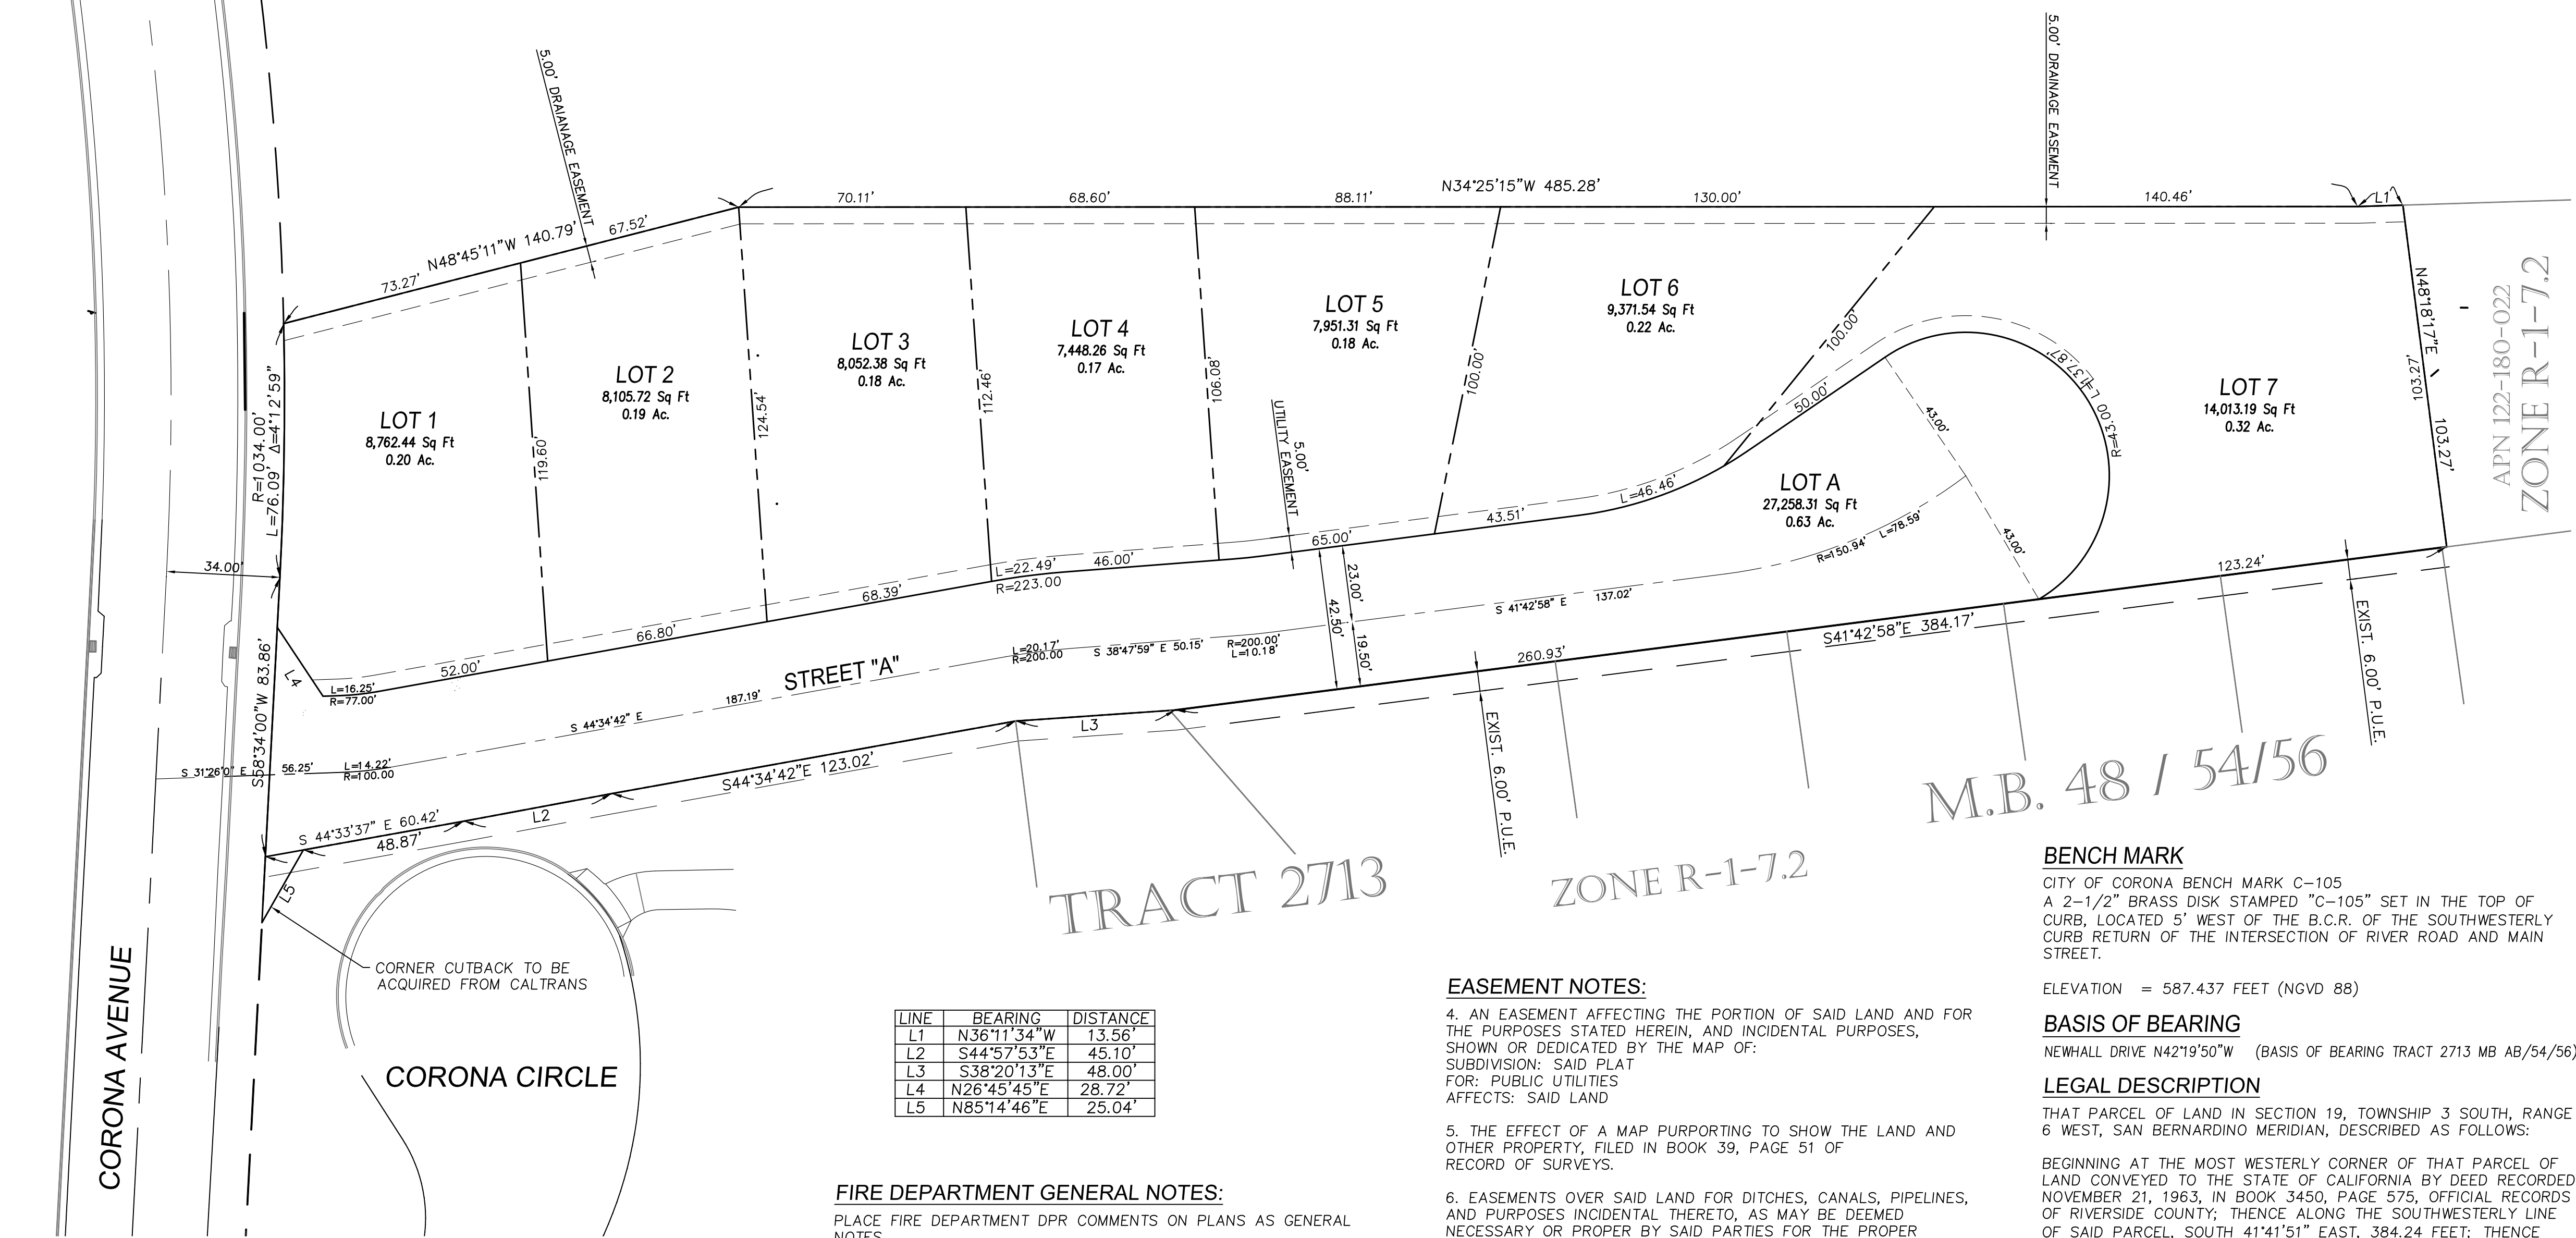 5.00' DRAIANAGE EASEMENT
5.00' DRAINAGE EASEMENT
N34°25'15"W 485.28'
70.11'
68.60'
88.11'
130.00'
140.46'
L1
N48°45'11"W 140.79'
67.52'
73.27'
LOT 1
8,762.44 Sq Ft
0.20 Ac.
LOT 2
8,105.72 Sq Ft
0.19 Ac.
LOT 3
8,052.38 Sq Ft
0.18 Ac.
LOT 4
7,448.26 Sq Ft
0.17 Ac.
LOT 5
7,951.31 Sq Ft
0.18 Ac.
LOT 6
9,371.54 Sq Ft
0.22 Ac.
LOT 7
14,013.19 Sq Ft
0.32 Ac.
LOT A
27,258.31 Sq Ft
0.63 Ac.
119.60'
124.54'
112.46'
106.08'
100.00'
100.00'
50.00'
R=43.00 L=137.87'
43.00'
43.00'
N48°18'17"E 103.27'
103.27'
APN 122-180-022
ZONE R-1-7.2
R=1034.00'
L=76.09' Δ=4°12'59"
34.00'
S58°34'00"W 83.86'
L4
L=16.25'
R=77.00'
52.00'
66.80'
68.39'
L=22.49'
R=223.00
46.00'
5.00'
UTILITY EASEMENT
65.00'
43.51'
L=46.46'
R=150.94' L=78.59'
23.00'
42.50'
19.50'
S 41°42'58" E 137.02'
STREET "A"
L=20.17'
R=200.00
S 38°47'59" E 50.15'
R=200.00'
L=10.18'
187.19'
S 44°34'42" E
S 31°26'0" E 56.25'
L=14.22'
R=100.00
260.93'
S41°42'58"E 384.17'
123.24'
EXIST. 6.00' P.U.E.
EXIST. 6.00' P.U.E.
L3
S44°34'42"E 123.02'
L2
S 44°33'37" E 60.42'
48.87'
L5
CORNER CUTBACK TO BE
ACQUIRED FROM CALTRANS
TRACT 2713
ZONE R-1-7.2
M.B. 48 / 54/56
CORONA AVENUE
CORONA CIRCLE
LINE BEARING DISTANCE
L1 N36°11'34"W 13.56'
L2 S44°57'53"E 45.10'
L3 S38°20'13"E 48.00'
L4 N26°45'45"E 28.72'
L5 N85°14'46"E 25.04'
FIRE DEPARTMENT GENERAL NOTES:
PLACE FIRE DEPARTMENT DPR COMMENTS ON PLANS AS GENERAL
NOTES
EASEMENT NOTES:
4. AN EASEMENT AFFECTING THE PORTION OF SAID LAND AND FOR
THE PURPOSES STATED HEREIN, AND INCIDENTAL PURPOSES,
SHOWN OR DEDICATED BY THE MAP OF:
SUBDIVISION: SAID PLAT
FOR: PUBLIC UTILITIES
AFFECTS: SAID LAND
5. THE EFFECT OF A MAP PURPORTING TO SHOW THE LAND AND
OTHER PROPERTY, FILED IN BOOK 39, PAGE 51 OF
RECORD OF SURVEYS.
6. EASEMENTS OVER SAID LAND FOR DITCHES, CANALS, PIPELINES,
AND PURPOSES INCIDENTAL THERETO, AS MAY BE DEEMED
NECESSARY OR PROPER BY SAID PARTIES FOR THE PROPER
BENCH MARK
CITY OF CORONA BENCH MARK C-105
A 2-1/2" BRASS DISK STAMPED "C-105" SET IN THE TOP OF
CURB, LOCATED 5' WEST OF THE B.C.R. OF THE SOUTHWESTERLY
CURB RETURN OF THE INTERSECTION OF RIVER ROAD AND MAIN
STREET.
ELEVATION = 587.437 FEET (NGVD 88)
BASIS OF BEARING
NEWHALL DRIVE N42°19'50"W (BASIS OF BEARING TRACT 2713 MB AB/54/56)
LEGAL DESCRIPTION
THAT PARCEL OF LAND IN SECTION 19, TOWNSHIP 3 SOUTH, RANGE
6 WEST, SAN BERNARDINO MERIDIAN, DESCRIBED AS FOLLOWS:
BEGINNING AT THE MOST WESTERLY CORNER OF THAT PARCEL OF
LAND CONVEYED TO THE STATE OF CALIFORNIA BY DEED RECORDED
NOVEMBER 21, 1963, IN BOOK 3450, PAGE 575, OFFICIAL RECORDS
OF RIVERSIDE COUNTY; THENCE ALONG THE SOUTHWESTERLY LINE
OF SAID PARCEL, SOUTH 41°41'51" EAST, 384.24 FEET; THENCE